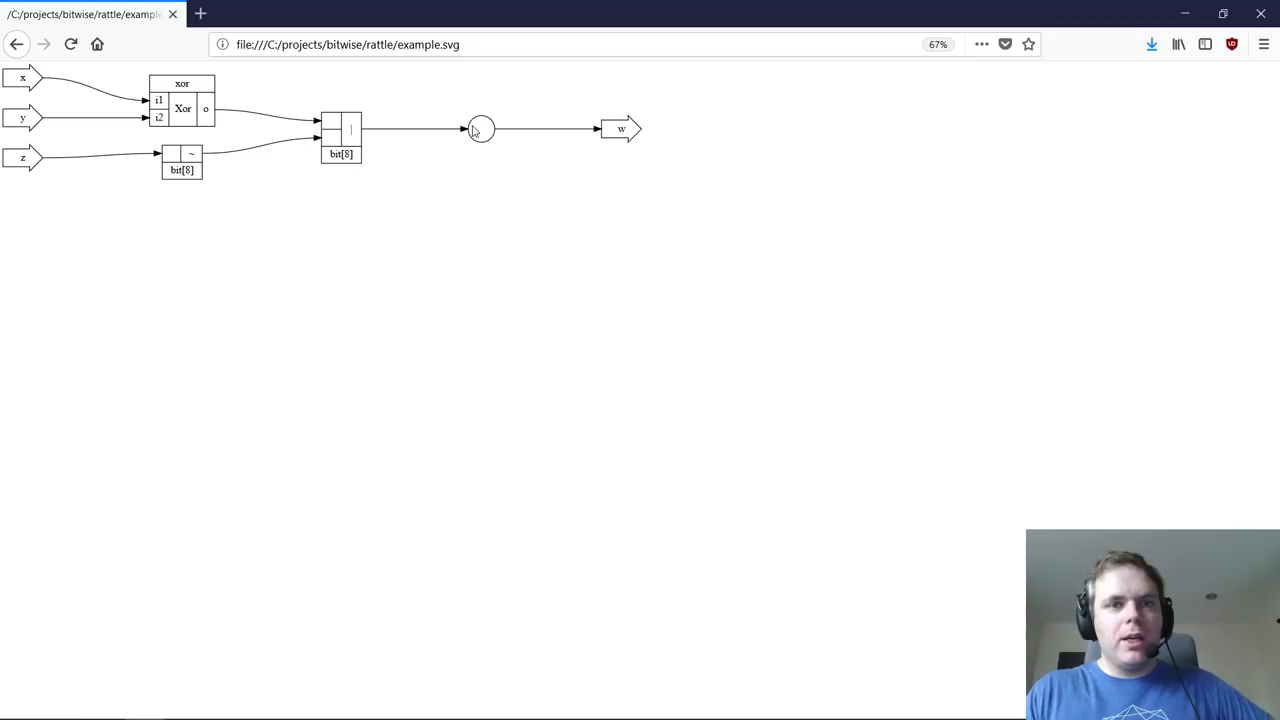 /C:/projects/bitwise/rattle/example
file:///C:/projects/bitwise/rattle/example.svg
67%
x
y
z
xor
i1
i2
Xor
o
~
bit[8]
|
bit[8]
w